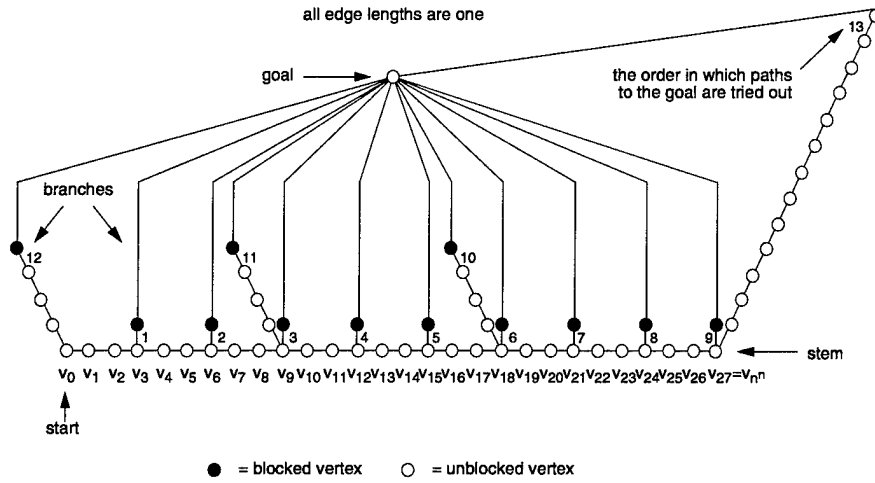 all edge lengths are one
13
goal
the order in which paths
to the goal are tried out
branches
12
11
10
1
2
3
4
5
6
7
8
9
stem
v0 v1 v2 v3 v4 v5 v6 v7 v8 v9 v10 v11 v12 v13 v14 v15 v16 v17 v18 v19 v20 v21 v22 v23 v24 v25 v26 v27=vnn
start
= blocked vertex
= unblocked vertex